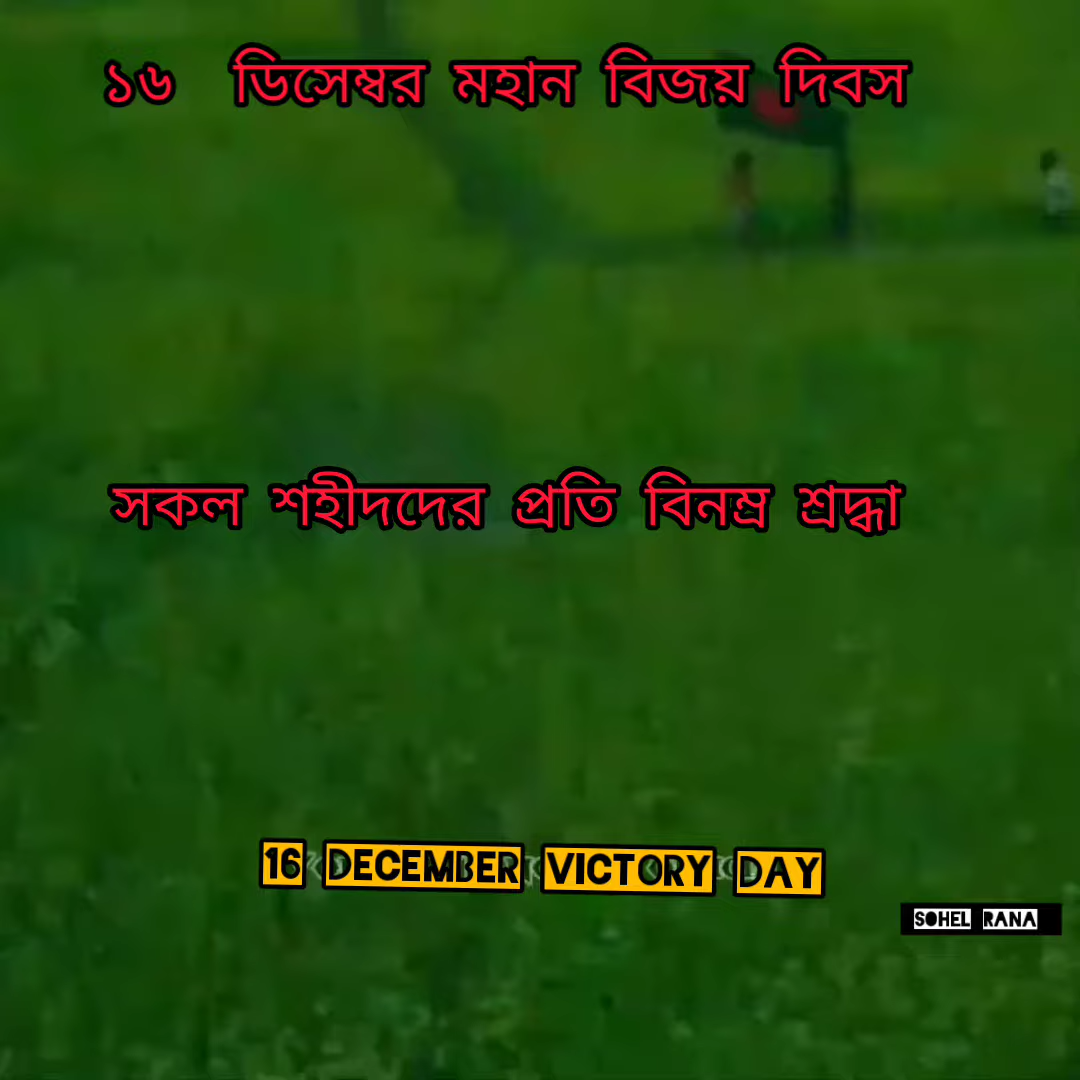 ১৬ ডিসেম্বর মহান বিজয় দিবস
সকল শহীদদের প্রতি বিনম্র শ্রদ্ধা
16 DECEMBER VICTORY DAY
SOHEL RANA